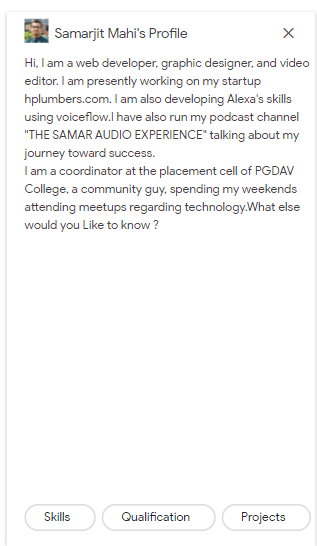 Samarjit Mahi's Profile
Hi, I am a web developer, graphic designer, and video
editor. I am presently working on my startup
hplumbers.com. I am also developing Alexa's skills
using voiceflow.I have also run my podcast channel
"THE SAMAR AUDIO EXPERIENCE" talking about my
journey toward success.
I am a coordinator at the placement cell of PGDAV
College, a community guy, spending my weekends
attending meetups regarding technology.What else
would you Like to know ?
Skills
Qualification
Projects